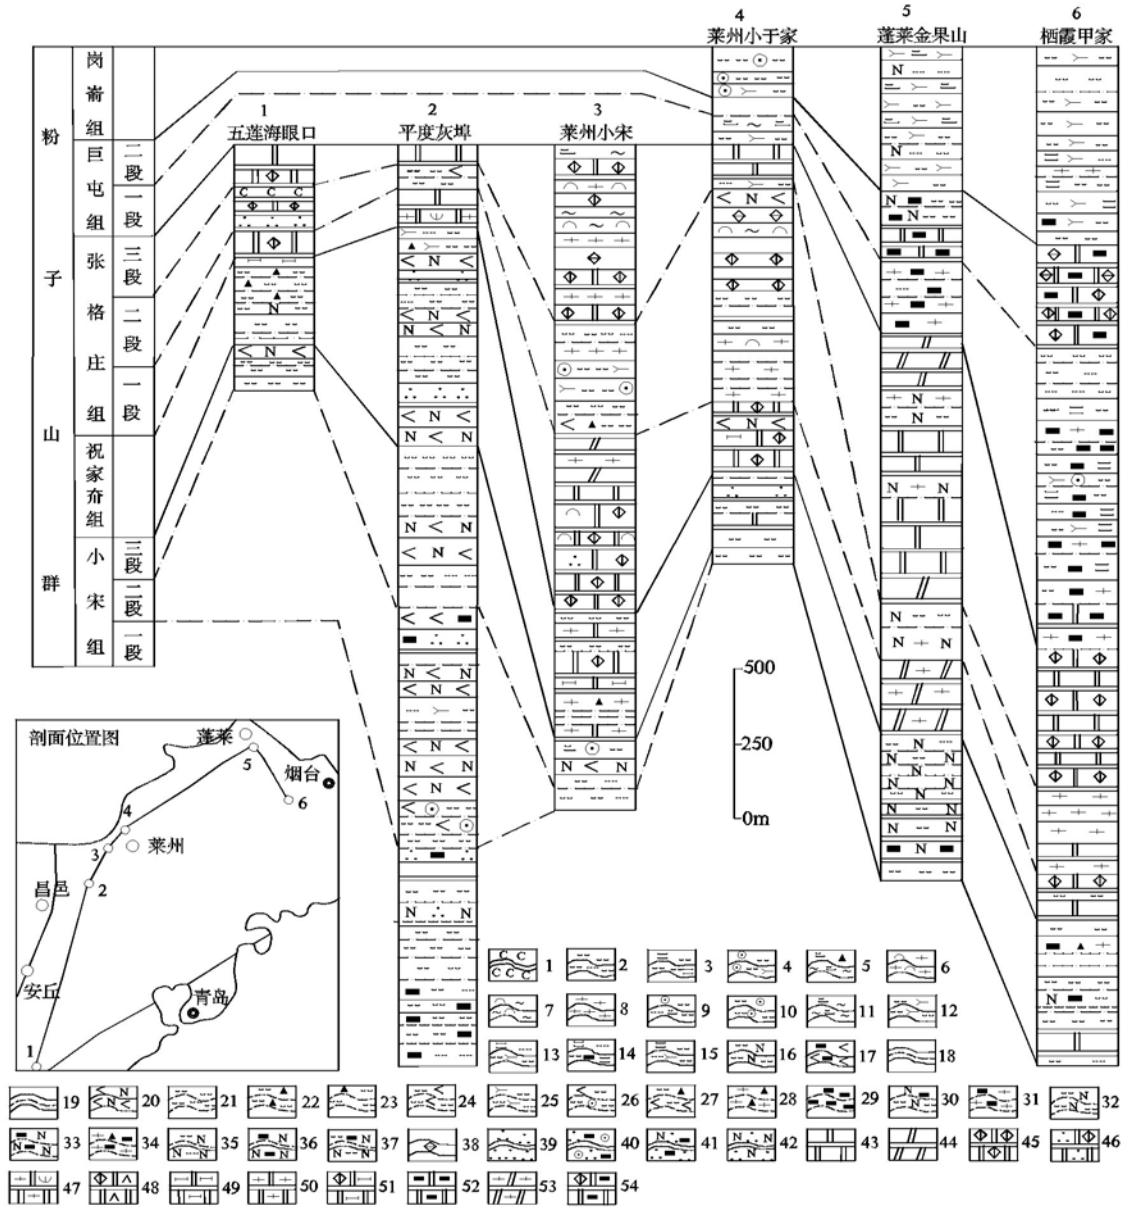 4
莱州小于家
5
蓬莱金果山
6
栖霞甲家
1
五莲海眼口
2
平度灰埠
3
莱州小宋
粉子山群
岗嵛组
巨屯组
二段
一段
张格庄组
三段
二段
一段
祝家夼组
小宋组
三段
二段
一段
500
250
0m
剖面位置图
蓬莱
5
烟台
6
4
3
莱州
2
昌邑
安丘
青岛
1
1 2 3 4 5 6
7 8 9 10 11 12
13 14 15 16 17 18
19 20 21 22 23 24 25 26 27 28 29 30 31 32
33 34 35 36 37 38 39 40 41 42 43 44 45 46
47 48 49 50 51 52 53 54